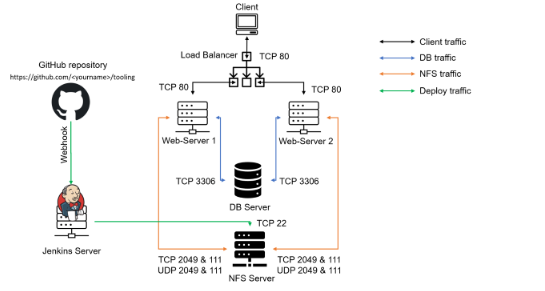 Client
Load Balancer
TCP 80
Client traffic
DB traffic
NFS traffic
Deploy traffic
GitHub repository
https://github.com/<yourname>/tooling
TCP 80
TCP 80
Web-Server 1
Web-Server 2
Webhook
TCP 3306
TCP 3306
DB Server
TCP 22
Jenkins Server
TCP 2049 & 111
UDP 2049 & 111
TCP 2049 & 111
UDP 2049 & 111
NFS Server